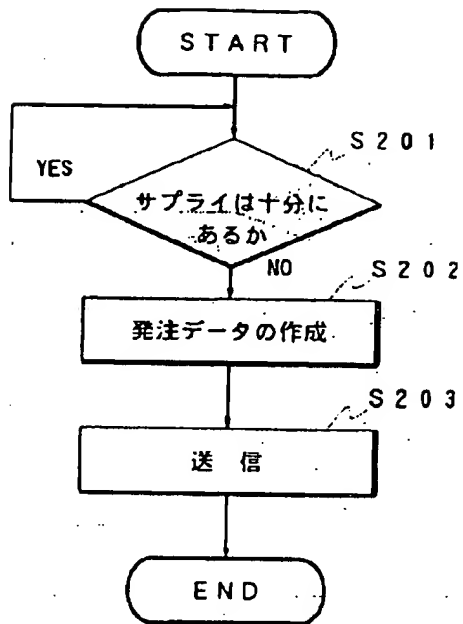 START
S201
YES
サプライは十分に
あるか
NO
S202
発注データの作成
S203
送信
END